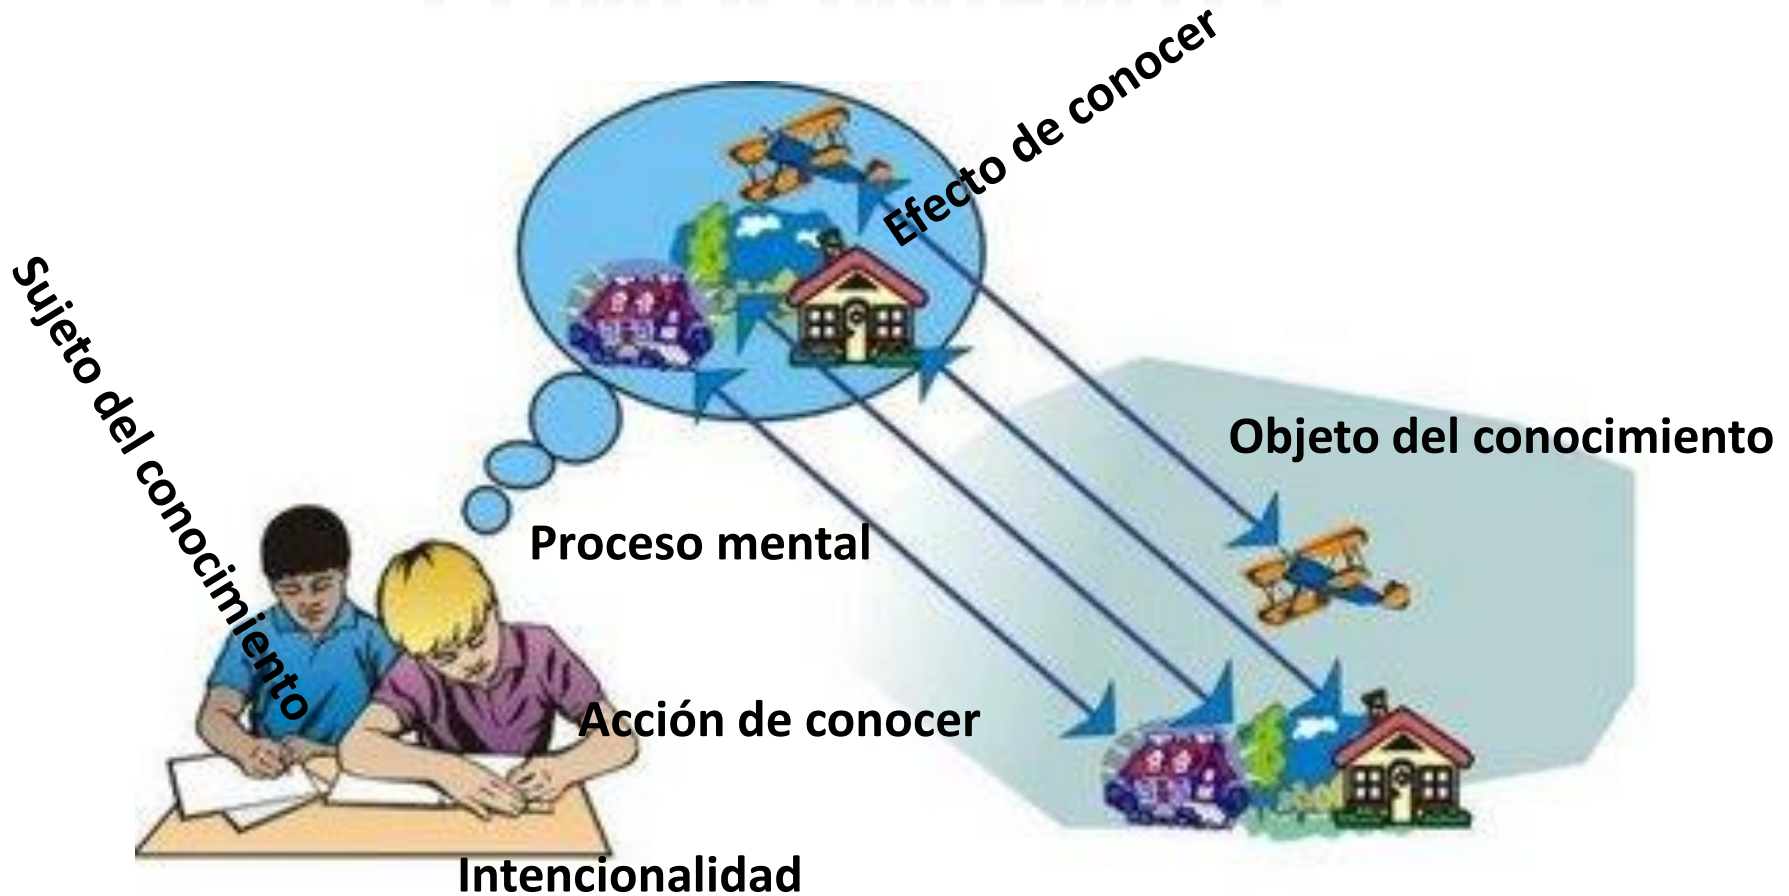 Efecto de conocer
Sujeto del conocimiento
Objeto del conocimiento
Proceso mental
Acción de conocer
Intencionalidad